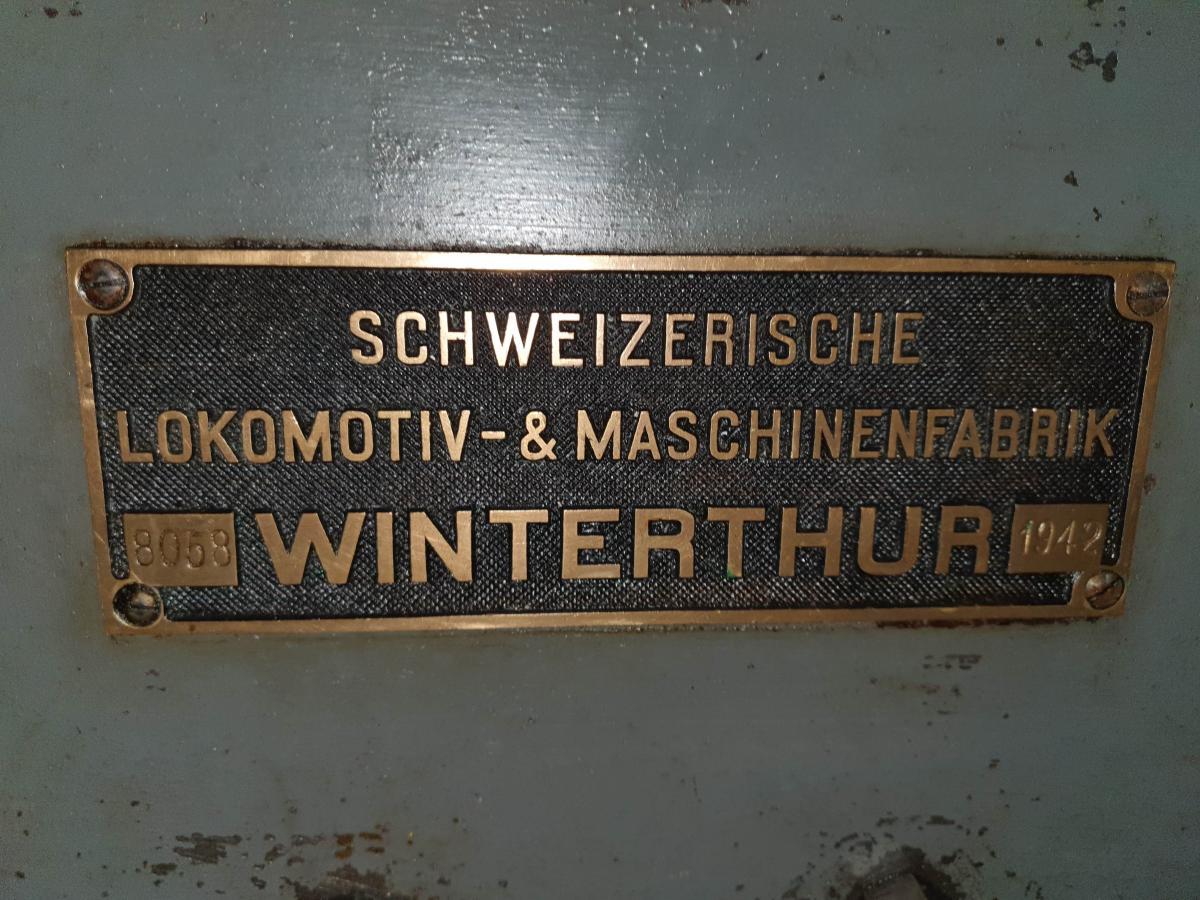 SCHWEIZERISCHE
LOKOMOTIV-& MASCHINENFABRIK
8058 WINTERTHUR 1942